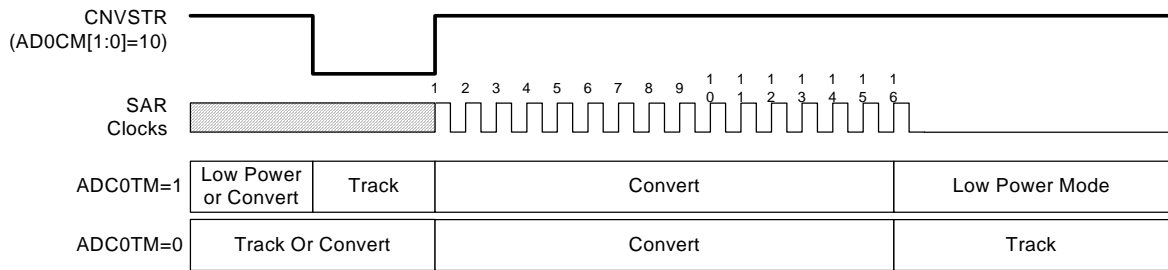 CNVSTR
(AD0CM[1:0]=10)
1 2 3 4 5 6 7 8 9 10 11 12 13 14 15 16
SAR
Clocks
ADC0TM=1
Low Power
or Convert
Track
Convert
Low Power Mode
ADC0TM=0
Track Or Convert
Convert
Track